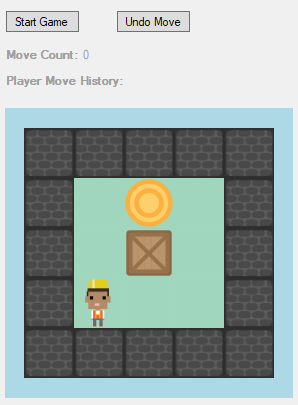 Start Game
Undo Move
Move Count: 0
Player Move History: